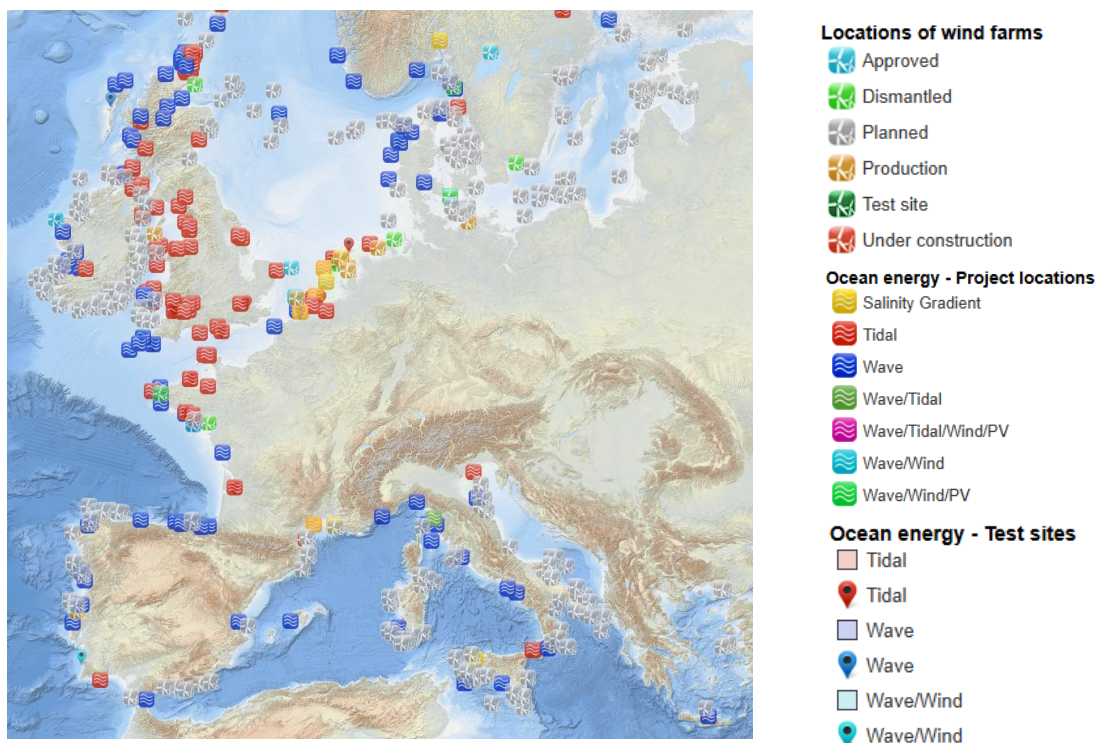 Locations of wind farms
Approved
Dismantled
Planned
Production
Test site
Under construction
Ocean energy - Project locations
Salinity Gradient
Tidal
Wave
Wave/Tidal
Wave/Tidal/Wind/PV
Wave/Wind
Wave/Wind/PV
Ocean energy - Test sites
Tidal
Tidal
Wave
Wave
Wave/Wind
Wave/Wind